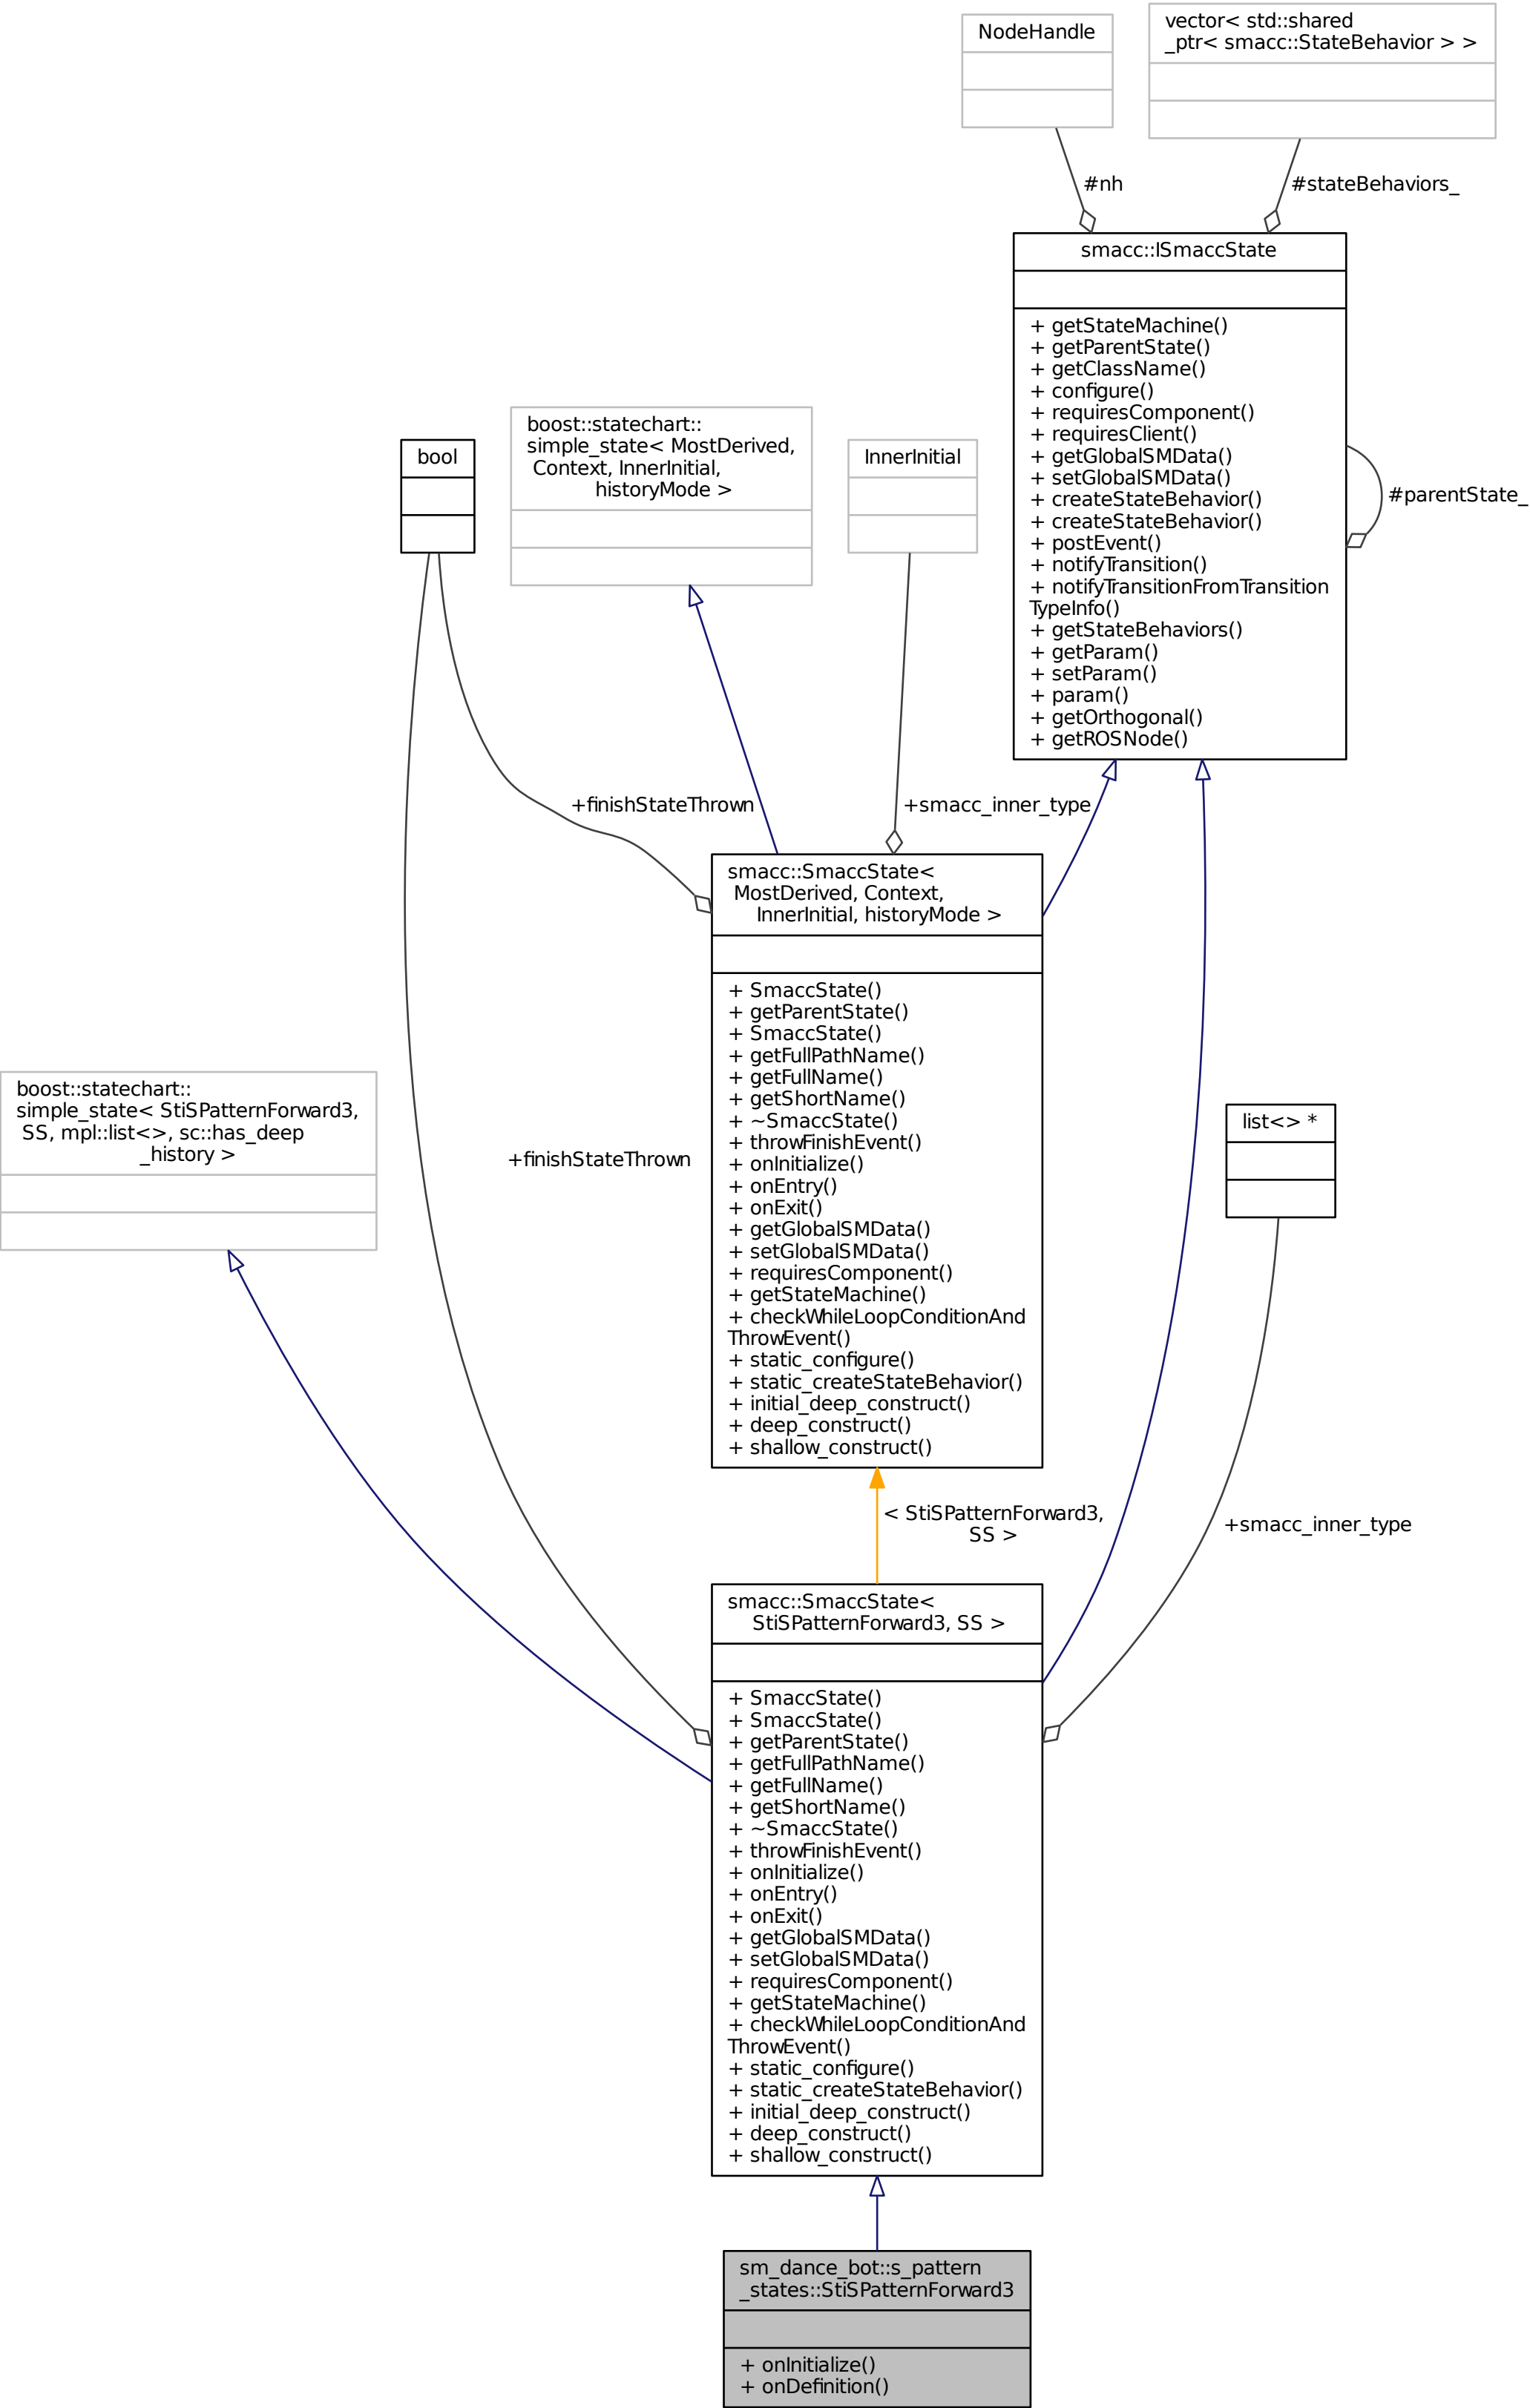 NodeHandle
vector< std::shared
_ptr< smacc::StateBehavior > >
#nh
#stateBehaviors_
smacc::ISmaccState
+ getStateMachine()
+ getParentState()
+ getClassName()
+ configure()
+ requiresComponent()
+ requiresClient()
+ getGlobalSMData()
+ setGlobalSMData()
+ createStateBehavior()
+ createStateBehavior()
+ postEvent()
+ notifyTransition()
+ notifyTransitionFromTransition
TypeInfo()
+ getStateBehaviors()
+ getParam()
+ setParam()
+ param()
+ getOrthogonal()
+ getROSNode()
#parentState_
bool
boost::statechart::
simple_state< MostDerived,
Context, InnerInitial,
historyMode >
InnerInitial
+finishStateThrown
+smacc_inner_type
smacc::SmaccState<
MostDerived, Context,
InnerInitial, historyMode >
+ SmaccState()
+ getParentState()
+ SmaccState()
+ getFullPathName()
+ getFullName()
+ getShortName()
+ ~SmaccState()
+ throwFinishEvent()
+ onInitialize()
+ onEntry()
+ onExit()
+ getGlobalSMData()
+ setGlobalSMData()
+ requiresComponent()
+ getStateMachine()
+ checkWhileLoopConditionAnd
ThrowEvent()
+ static_configure()
+ static_createStateBehavior()
+ initial_deep_construct()
+ deep_construct()
+ shallow_construct()
boost::statechart::
simple_state< StiSPatternForward3,
SS, mpl::list<>, sc::has_deep
_history >
+finishStateThrown
list<> *
< StiSPatternForward3,
SS >
+smacc_inner_type
smacc::SmaccState<
StiSPatternForward3, SS >
+ SmaccState()
+ SmaccState()
+ getParentState()
+ getFullPathName()
+ getFullName()
+ getShortName()
+ ~SmaccState()
+ throwFinishEvent()
+ onInitialize()
+ onEntry()
+ onExit()
+ getGlobalSMData()
+ setGlobalSMData()
+ requiresComponent()
+ getStateMachine()
+ checkWhileLoopConditionAnd
ThrowEvent()
+ static_configure()
+ static_createStateBehavior()
+ initial_deep_construct()
+ deep_construct()
+ shallow_construct()
sm_dance_bot::s_pattern
_states::StiSPatternForward3
+ onInitialize()
+ onDefinition()